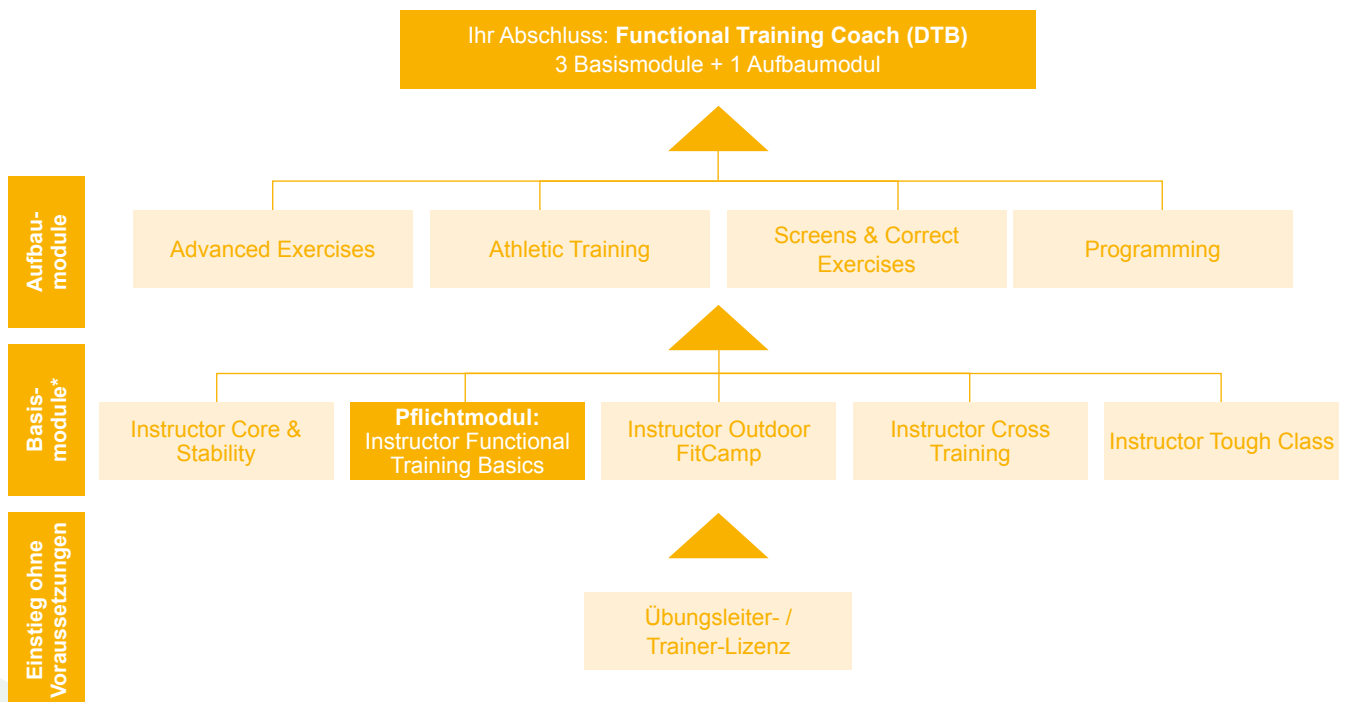 Ihr Abschluss: Functional Training Coach (DTB)
3 Basismodule + 1 Aufbaumodul
Aufbau-
module
Advanced Exercises
Athletic Training
Screens & Correct
Exercises
Programming
Basis-
module*
Instructor Core &
Stability
Pflichtmodul:
Instructor Functional
Training Basics
Instructor Outdoor
FitCamp
Instructor Cross
Training
Instructor Tough Class
Einstieg ohne
Voraussetzungen
Übungsleiter- /
Trainer-Lizenz